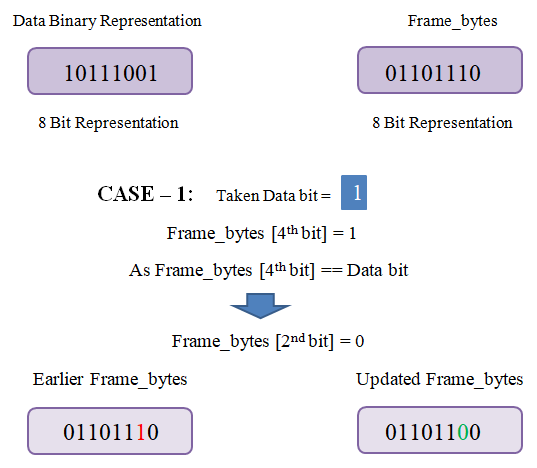 Data Binary Representation
Frame_bytes
10111001
01101110
8 Bit Representation
8 Bit Representation
CASE – 1: Taken Data bit = 1
Frame_bytes [4th bit] = 1
As Frame_bytes [4th bit] == Data bit
Frame_bytes [2nd bit] = 0
Earlier Frame_bytes
Updated Frame_bytes
01101110
01101100